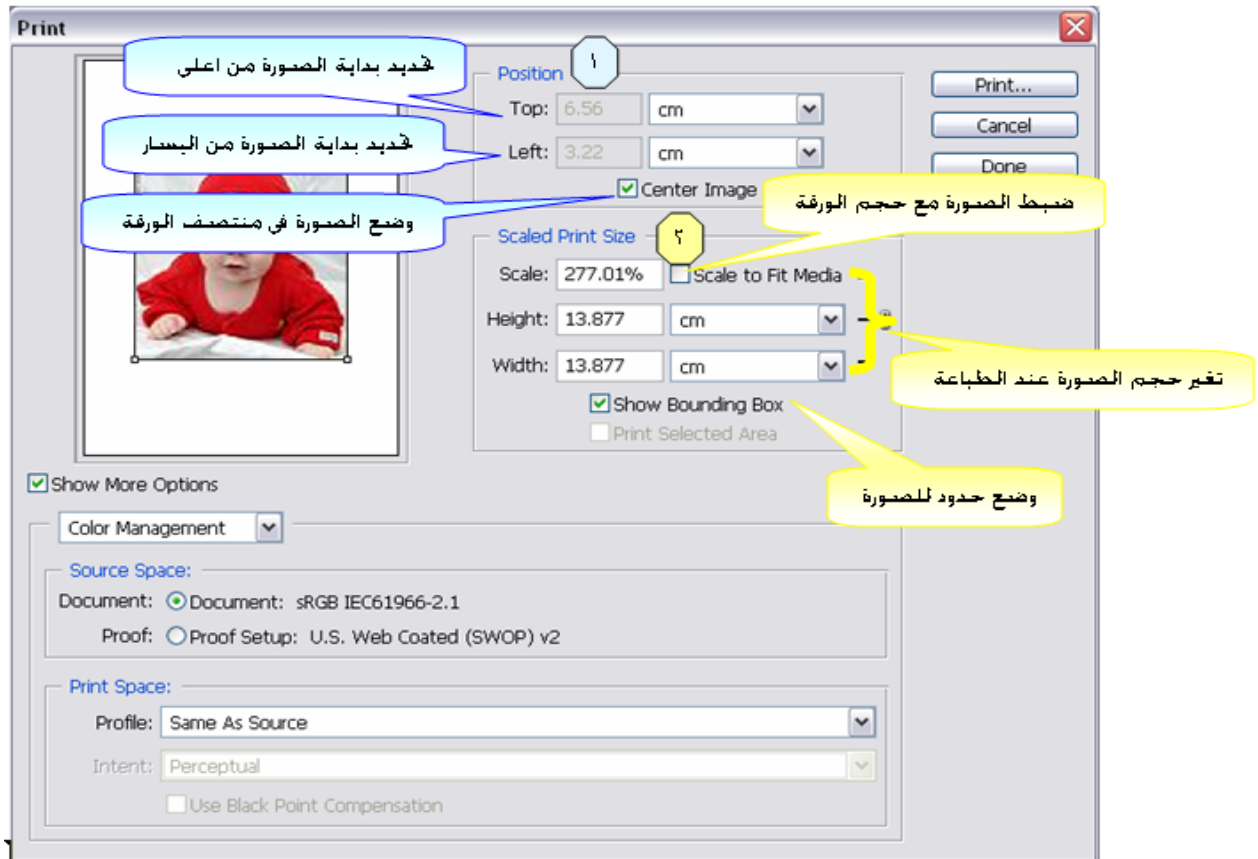 Print
تحديد بداية الصورة من اعلى
١
Position
Print...
Top: 6.56 cm
Cancel
تحديد بداية الصورة من اليسار
Left: 3.22 cm
Done
Center Image
ضبط الصورة مع حجم الورقة
وضع الصورة فى منتصف الورقة
Scaled Print Size
٢
Scale: 277.01% Scale to Fit Media
Height: 13.877 cm
Width: 13.877 cm
تغير حجم الصورة عند الطباعة
Show Bounding Box
Print Selected Area
وضع حدود للصورة
Show More Options
Color Management
Source Space:
Document: Document: sRGB IEC61966-2.1
Proof: Proof Setup: U.S. Web Coated (SWOP) v2
Print Space:
Profile: Same As Source
Intent: Perceptual
Use Black Point Compensation